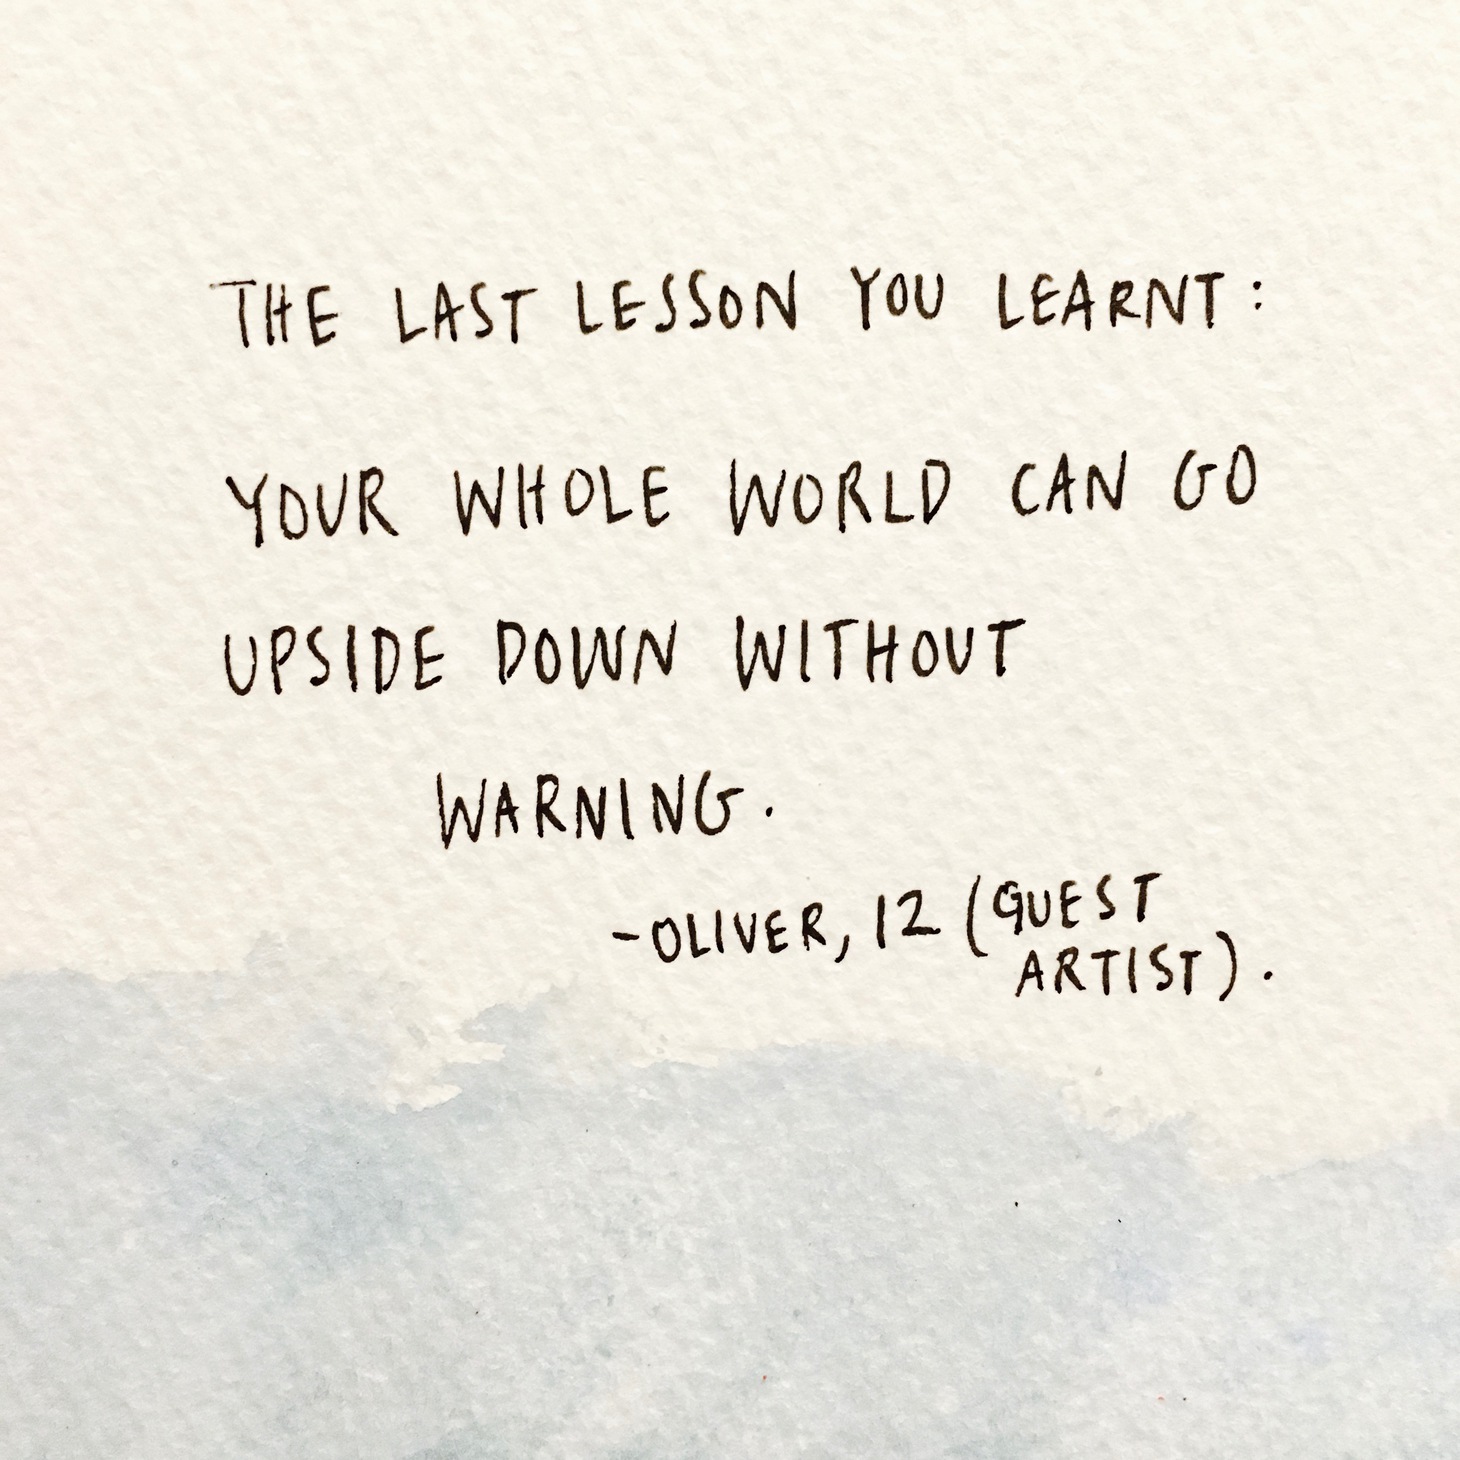 THE LAST LESSON YOU LEARNT:
YOUR WHOLE WORLD CAN GO
UPSIDE DOWN WITHOUT
WARNING.
-OLIVER, 12 (GUEST
ARTIST).